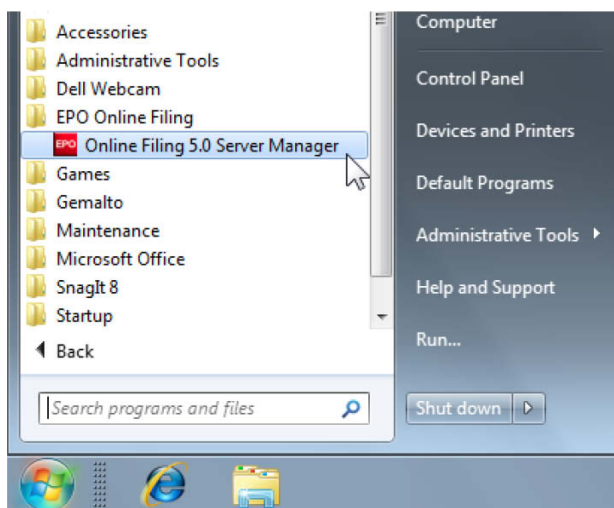 Accessories
Administrative Tools
Dell Webcam
EPO Online Filing
EPO Online Filing 5.0 Server Manager
Games
Gemalto
Maintenance
Microsoft Office
SnagIt 8
Startup
Back
Search programs and files
Computer
Control Panel
Devices and Printers
Default Programs
Administrative Tools
Help and Support
Run...
Shut down